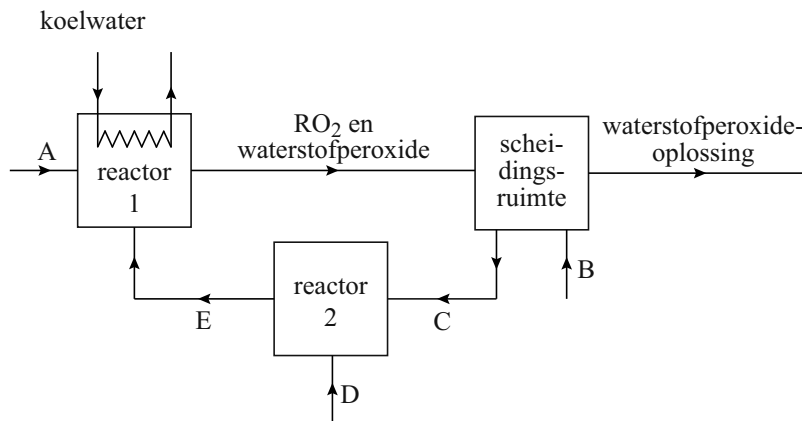 koelwater
A
reactor
1
RO₂ en
waterstofperoxide
schei-
dings-
ruimte
waterstofperoxide-
oplossing
B
C
reactor
2
E
D